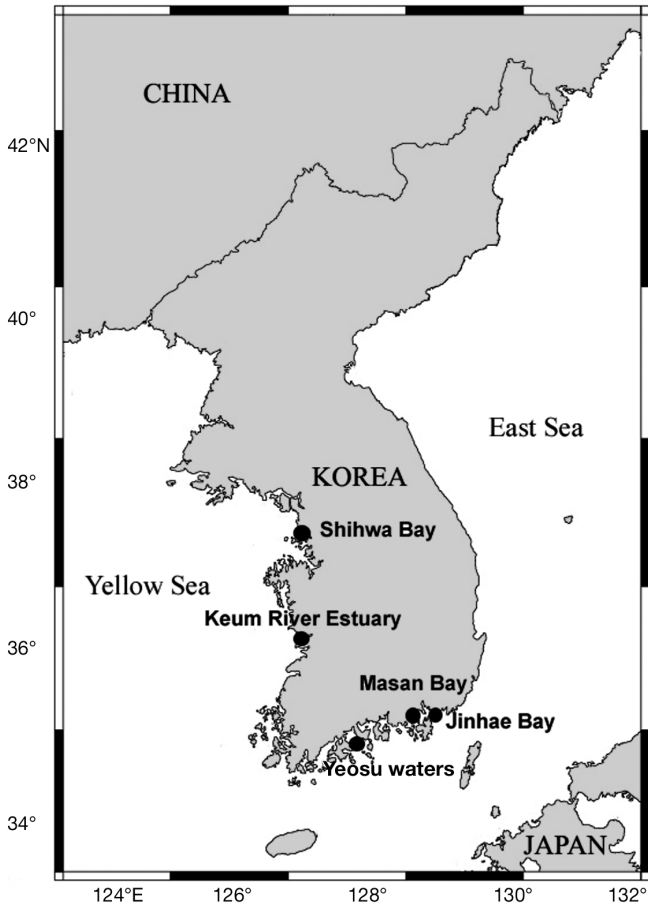 CHINA
42°N
40°
East Sea
38°
KOREA
Shihwa Bay
Yellow Sea
Keum River Estuary
36°
Masan Bay
Jinhae Bay
Yeosu waters
34°
JAPAN
124°E 126° 128° 130° 132°